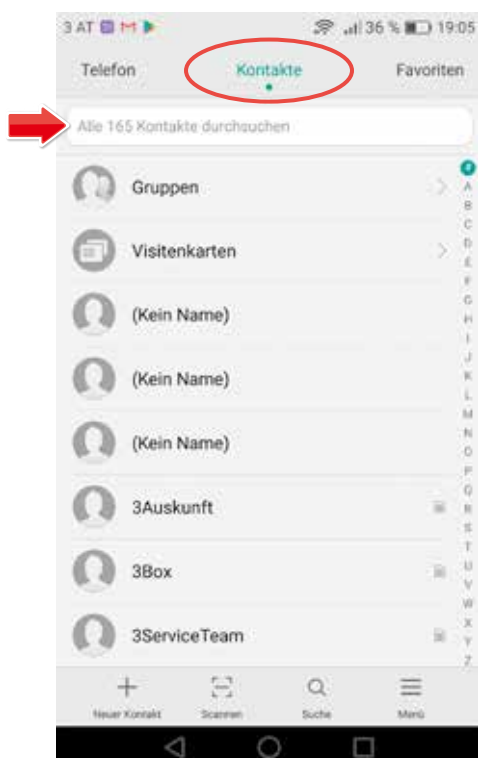 3 AT 36 % 19:05
Telefon Kontakte Favoriten
Alle 165 Kontakte durchsuchen
Gruppen
Visitenkarten
(Kein Name)
(Kein Name)
(Kein Name)
3Auskunft
3Box
3ServiceTeam
#
A
B
C
D
E
F
G
H
I
J
K
L
M
N
O
P
Q
R
S
T
U
V
W
X
Y
Z
Neuer Kontakt Scannen Suche Menü